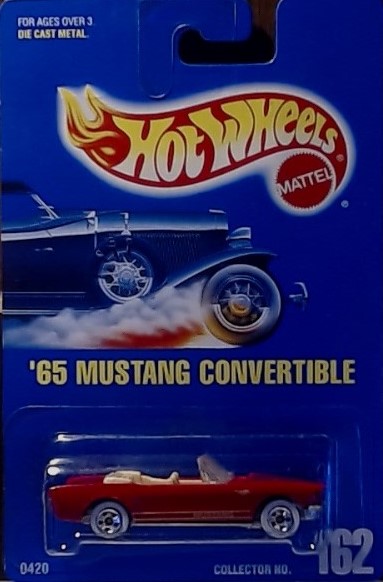 FOR AGES OVER 3.
DIE CAST METAL.
HOT WHEELS
MATTEL
®
®
'65 MUSTANG CONVERTIBLE
0420
COLLECTOR NO.
162